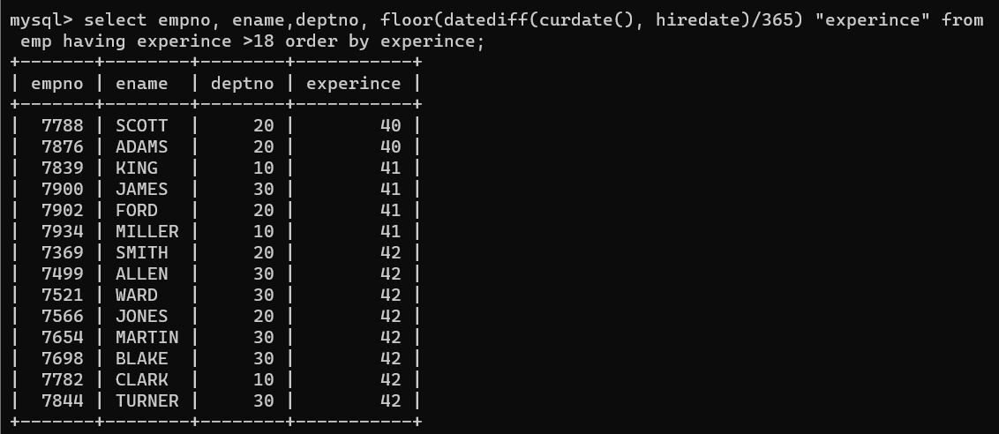 mysql> select empno, ename,deptno, floor(datediff(curdate(), hiredate)/365) "experince" from
 emp having experince >18 order by experince;
+-------+--------+--------+-----------+
| empno | ename  | deptno | experince |
+-------+--------+--------+-----------+
|  7788 | SCOTT  |     20 |        40 |
|  7876 | ADAMS  |     20 |        40 |
|  7839 | KING   |     10 |        41 |
|  7900 | JAMES  |     30 |        41 |
|  7902 | FORD   |     20 |        41 |
|  7934 | MILLER |     10 |        41 |
|  7369 | SMITH  |     20 |        42 |
|  7499 | ALLEN  |     30 |        42 |
|  7521 | WARD   |     30 |        42 |
|  7566 | JONES  |     20 |        42 |
|  7654 | MARTIN |     30 |        42 |
|  7698 | BLAKE  |     30 |        42 |
|  7782 | CLARK  |     10 |        42 |
|  7844 | TURNER |     30 |        42 |
+-------+--------+--------+-----------+